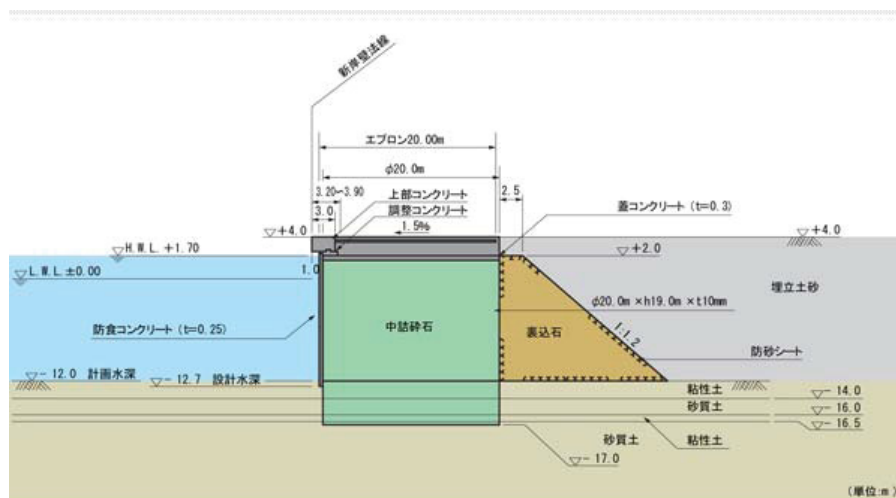 新岸壁法線
エプロン20.00m
φ20.0m
3.20~3.90
上部コンクリート
2.5
3.0
調整コンクリート
蓋コンクリート (t=0.3)
1.5%
+4.0
+4.0
H.W.L. +1.70
+2.0
L.W.L. ±0.00
1.0
埋立土砂
φ20.0m×h19.0m×t10mm
防食コンクリート (t=0.25)
中詰砕石
裏込石
1:1.2
防砂シート
-12.0 計画水深
-12.7 設計水深
粘性土
-14.0
砂質土
-16.0
-16.5
砂質土
粘性土
-17.0
(単位:m)